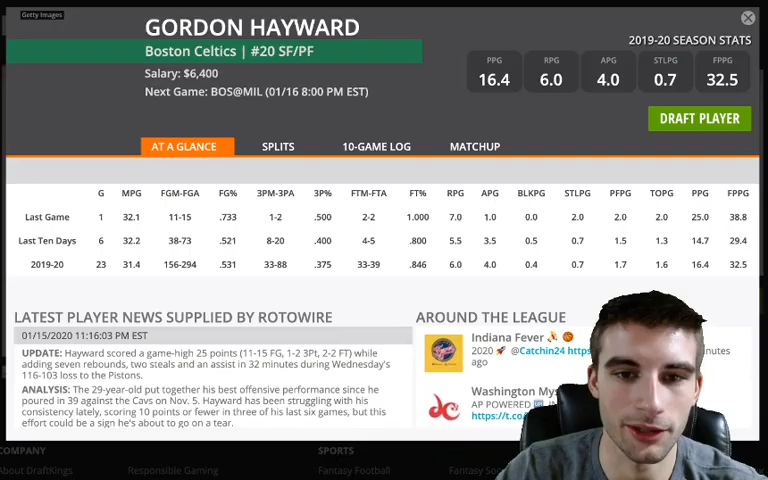 Getty Images
GORDON HAYWARD
Boston Celtics | #20 SF/PF
Salary: $6,400
Next Game: BOS@MIL (01/16 8:00 PM EST)
2019-20 SEASON STATS
PPG RPG APG STLPG FPPG
16.4 6.0 4.0 0.7 32.5
DRAFT PLAYER
AT A GLANCE SPLITS 10-GAME LOG MATCHUP
G MPG FGM-FGA FG% 3PM-3PA 3P% FTM-FTA FT% RPG APG BLKPG STLPG PFPG TOPG PPG FPPG
Last Game 1 32.1 11-15 .733 1-2 .500 2-2 1.000 7.0 1.0 0.0 2.0 2.0 2.0 25.0 38.8
Last Ten Days 6 32.2 38-73 .521 8-20 .400 4-5 .800 5.5 3.5 0.5 0.7 1.5 1.3 14.7 29.4
2019-20 23 31.4 156-294 .531 33-88 .375 33-39 .846 6.0 4.0 0.4 0.7 1.7 1.6 16.4 32.5
LATEST PLAYER NEWS SUPPLIED BY ROTOWIRE
01/15/2020 11:16:03 PM EST
UPDATE: Hayward scored a game-high 25 points (11-15 FG, 1-2 3Pt, 2-2 FT) while
adding seven rebounds, two steals and an assist in 32 minutes during Wednesday's
116-103 loss to the Pistons.
ANALYSIS: The 29-year-old put together his best offensive performance since he
poured in 39 against the Cavs on Nov. 5. Hayward has been struggling with his
consistency lately, scoring 10 points or fewer in three of his last six games, but this
effort could be a sign he's about to go on a tear.
AROUND THE LEAGUE
Indiana Fever
2020 🚀 @Catchin24 https
ago
Washington Mys
AP POWERED
https://t.co/
COMPANY SPORTS
About DraftKings Responsible Gaming Fantasy Football Fantasy Soc